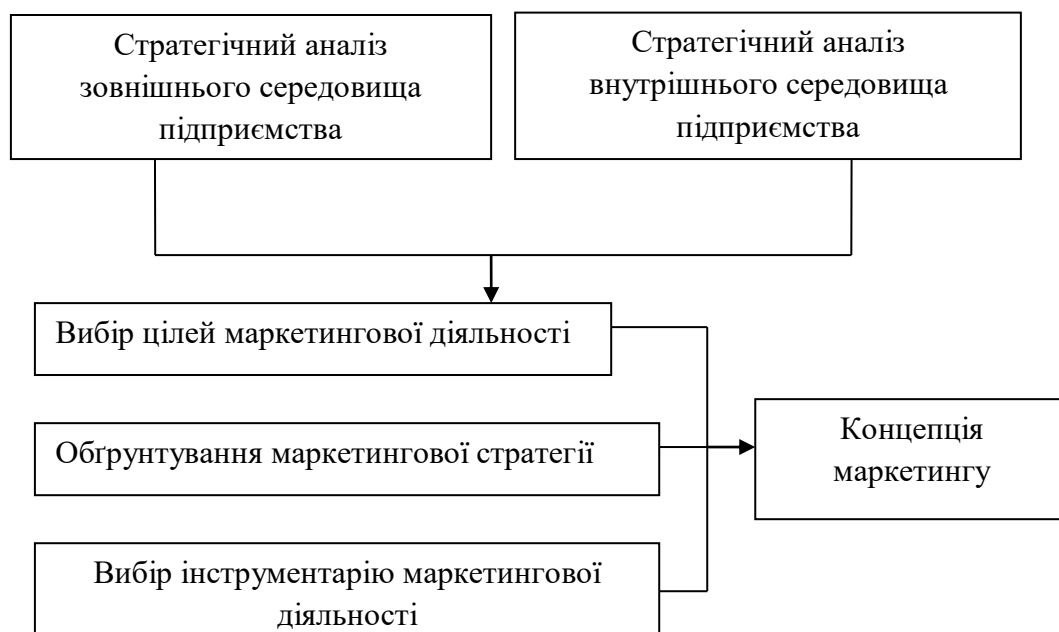 Стратегічний аналіз
зовнішнього середовища
підприємства
Стратегічний аналіз
внутрішнього середовища
підприємства
Вибір цілей маркетингової діяльності
Обґрунтування маркетингової стратегії
Концепція
маркетингу
Вибір інструментарію маркетингової
діяльності